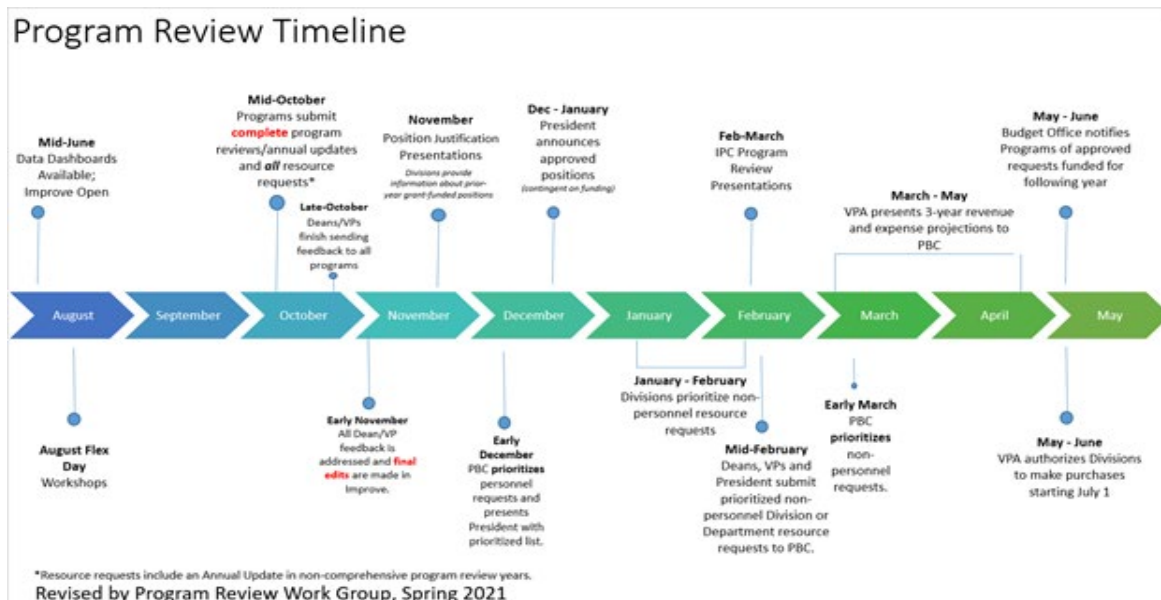 Program Review Timeline
Mid-June
Data Dashboards
Available;
Improve Open
Mid-October
Programs submit
complete program
reviews/annual updates
and all resource
requests*
Late-October
Deans/VPs
finish sending
feedback to all
programs
November
Position Justification
Presentations
Divisions provide
information about prior-
year grant-funded positions
Dec - January
President
announces
approved
positions
(contingent on funding)
Feb-March
IPC Program
Review
Presentations
March - May
VPA presents 3-year revenue
and expense projections to
PBC
May - June
Budget Office notifies
Programs of approved
requests funded for
following year
August
September
October
November
December
January
February
March
April
May
August Flex
Day
Workshops
Early November
All Dean/VP
feedback is
addressed and final
edits are made in
Improve.
Early
December
PBC prioritizes
personnel
requests and
presents
President with
prioritized list.
January - February
Divisions prioritize non-
personnel resource
requests
Mid-February
Deans, VPs and
President submit
prioritized non-
personnel Division or
Department resource
requests to PBC.
Early March
PBC
prioritizes
non-
personnel
requests.
May - June
VPA authorizes Divisions
to make purchases
starting July 1
*Resource requests include an Annual Update in non-comprehensive program review years.
Revised by Program Review Work Group, Spring 2021